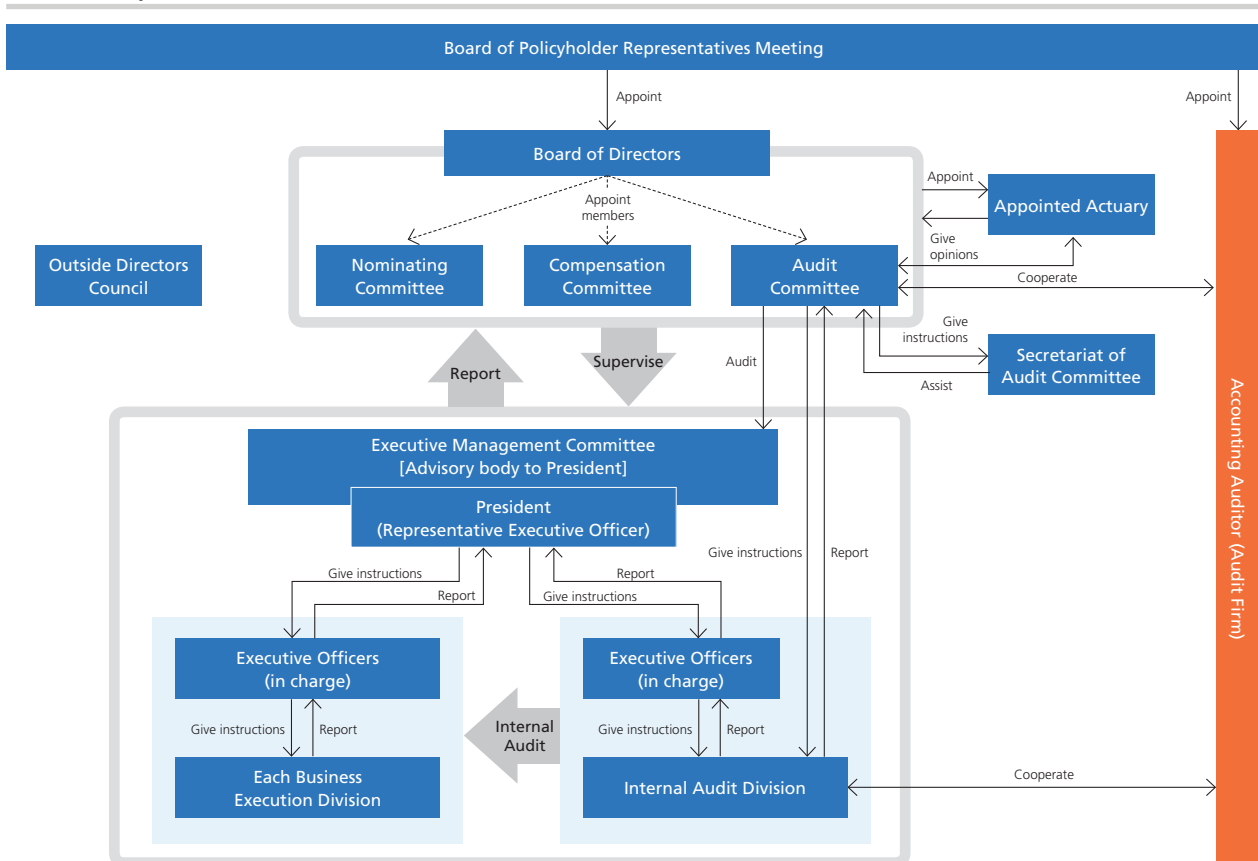 Board of Policyholder Representatives Meeting
Appoint
Appoint
Board of Directors
Appoint
members
Appoint
Appointed Actuary
Give
opinions
Outside Directors
Council
Nominating
Committee
Compensation
Committee
Audit
Committee
Cooperate
Give
instructions
Secretariat of
Audit Committee
Assist
Report
Supervise
Audit
Accounting Auditor (Audit Firm)
Executive Management Committee
[Advisory body to President]
President
(Representative Executive Officer)
Give instructions
Report
Give instructions
Report
Give instructions
Report
Executive Officers
(in charge)
Executive Officers
(in charge)
Give instructions
Report
Internal
Audit
Give instructions
Report
Each Business
Execution Division
Internal Audit Division
Cooperate